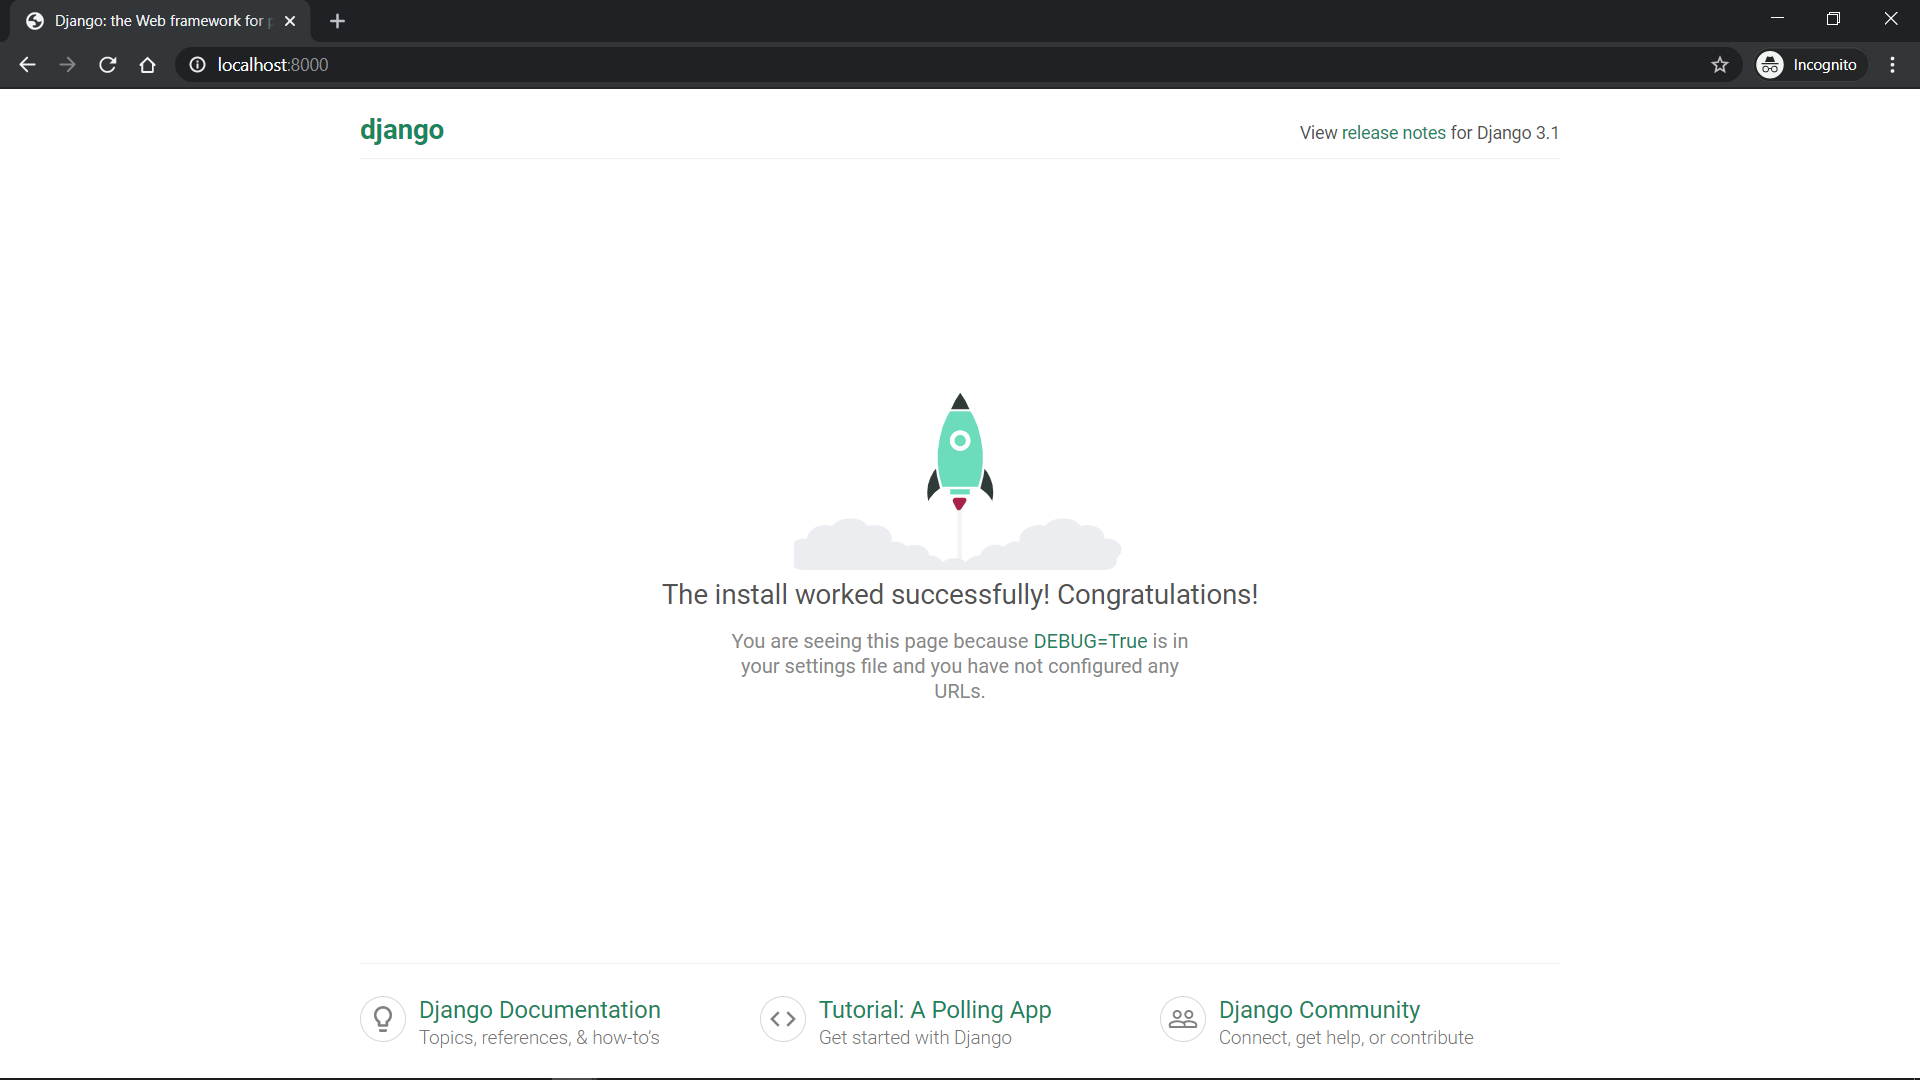 Django: the Web framework for
localhost:8000
Incognito
django
View release notes for Django 3.1
The install worked successfully! Congratulations!
You are seeing this page because DEBUG=True is in
your settings file and you have not configured any
URLs.
Django Documentation
Topics, references, & how-to’s
Tutorial: A Polling App
Get started with Django
Django Community
Connect, get help, or contribute